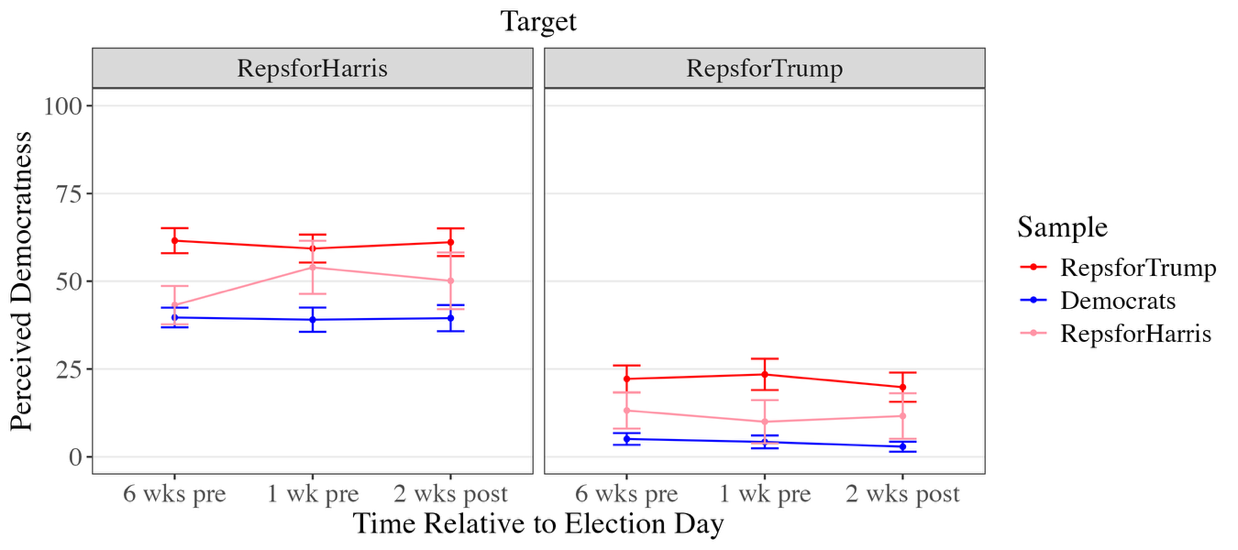 Target
RepsforHarris
RepsforTrump
Perceived Democratness
100
75
50
25
0
6 wks pre
1 wk pre
2 wks post
6 wks pre
1 wk pre
2 wks post
Time Relative to Election Day
Sample
RepsforTrump
Democrats
RepsforHarris